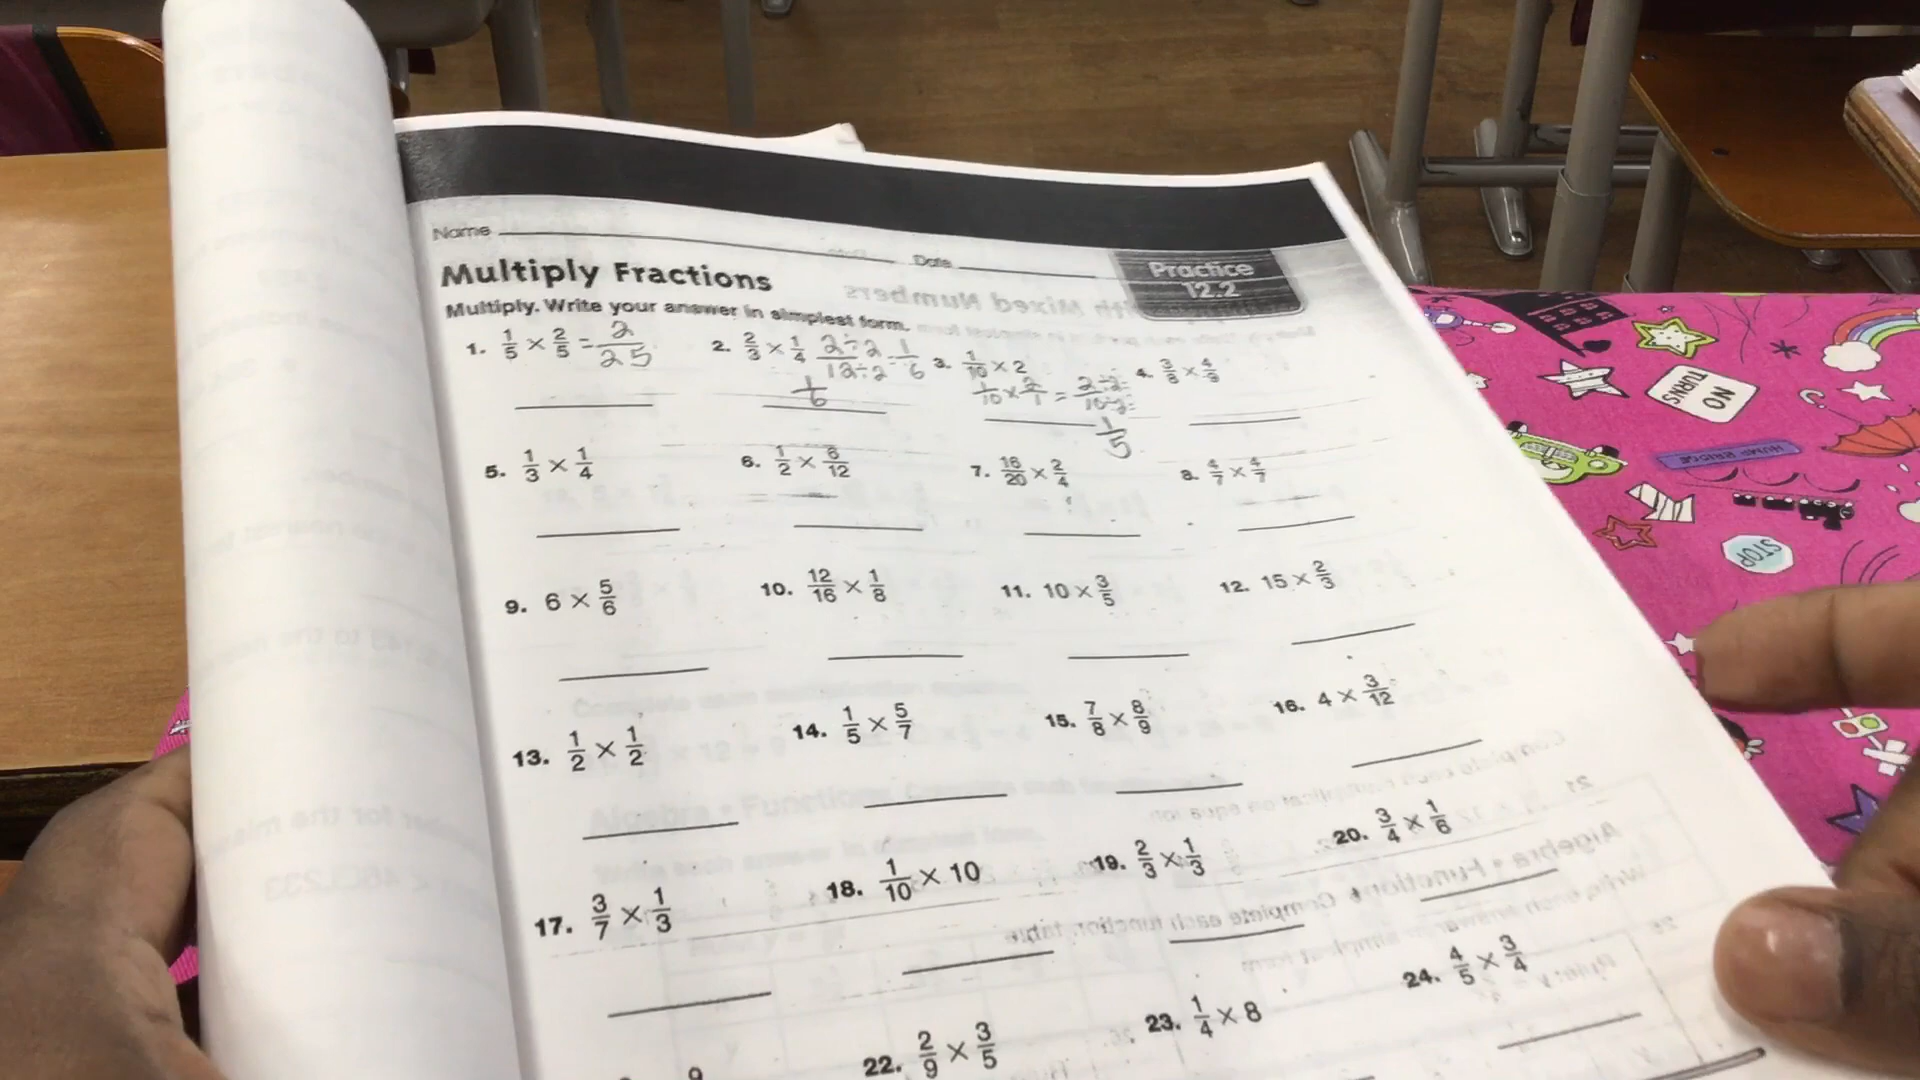 Name
Date
Practice
12.2
Multiply Fractions
Multiply. Write your answer in simplest form.
1. 1/5 × 2/5 = 2/25
2. 2/3 × 1/4 2÷2/12÷2 1/6
1/6
3. 1/10 × 2
1/10 × 2/1 = 2÷2/10÷2=
1/5
4. 3/8 × 4/9
5. 1/3 × 1/4
6. 1/2 × 6/12
7. 16/20 × 2/4
8. 4/7 × 4/7
9. 6 × 5/6
10. 12/16 × 1/8
11. 10 × 3/5
12. 15 × 2/3
13. 1/2 × 1/2
14. 1/5 × 5/7
15. 7/8 × 8/9
16. 4 × 3/12
17. 3/7 × 1/3
18. 1/10 × 10
19. 2/3 × 1/3
20. 3/4 × 1/6
22. 2/9 × 3/5
23. 1/4 × 8
24. 4/5 × 3/4
NO TURNS
HUMP BRIDGE
STOP